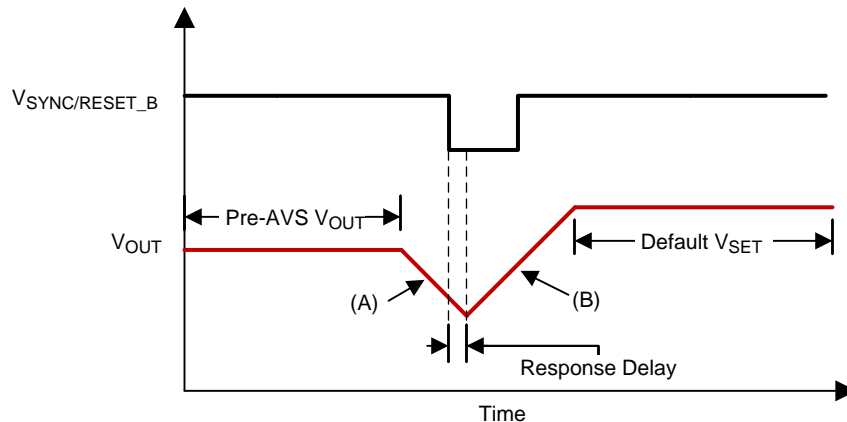 VSYNC/RESET_B
Pre-AVS VOUT
VOUT
Default VSET
(A)
(B)
Response Delay
Time